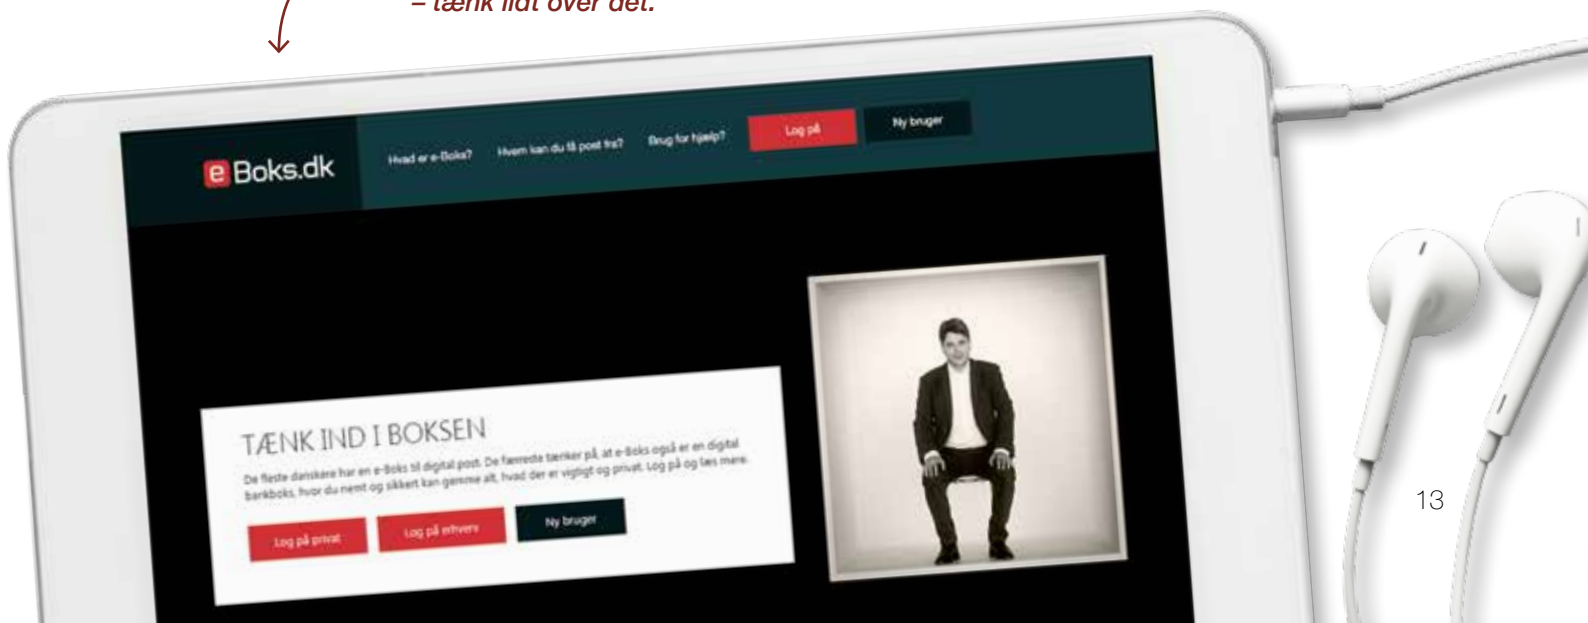 – tænk lidt over det.
e Boks.dk
Hvad er e-Boks?
Hvem kan du få post fra?
Brug for hjælp?
Log på
Ny bruger
TÆNK IND I BOKSEN
De fleste danskere har en e-Boks til digital post. De færreste tænker på, at e-Boks også er en digital
bankboks, hvor du nemt og sikkert kan gemme alt, hvad der er vigtigt og privat. Log på og læs mere.
Log på privat
Log på erhverv
Ny bruger
13